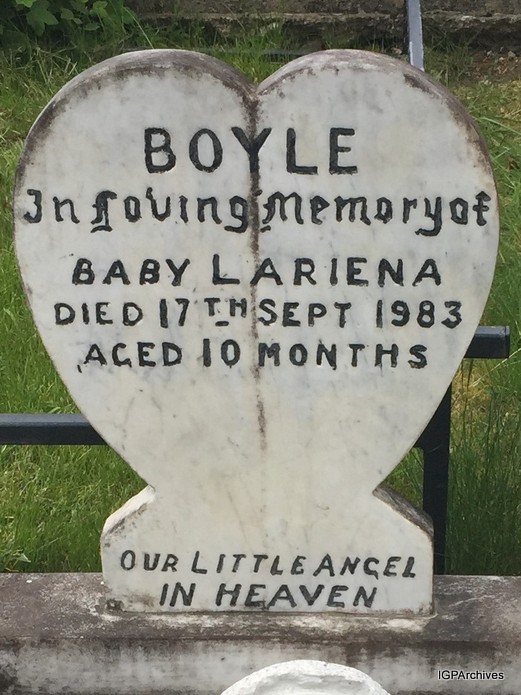 BOYLE
In Loving Memory of
BABY LARIENA
DIED 17TH SEPT 1983
AGED 10 MONTHS
OUR LITTLE ANGEL
IN HEAVEN
IGPArchives